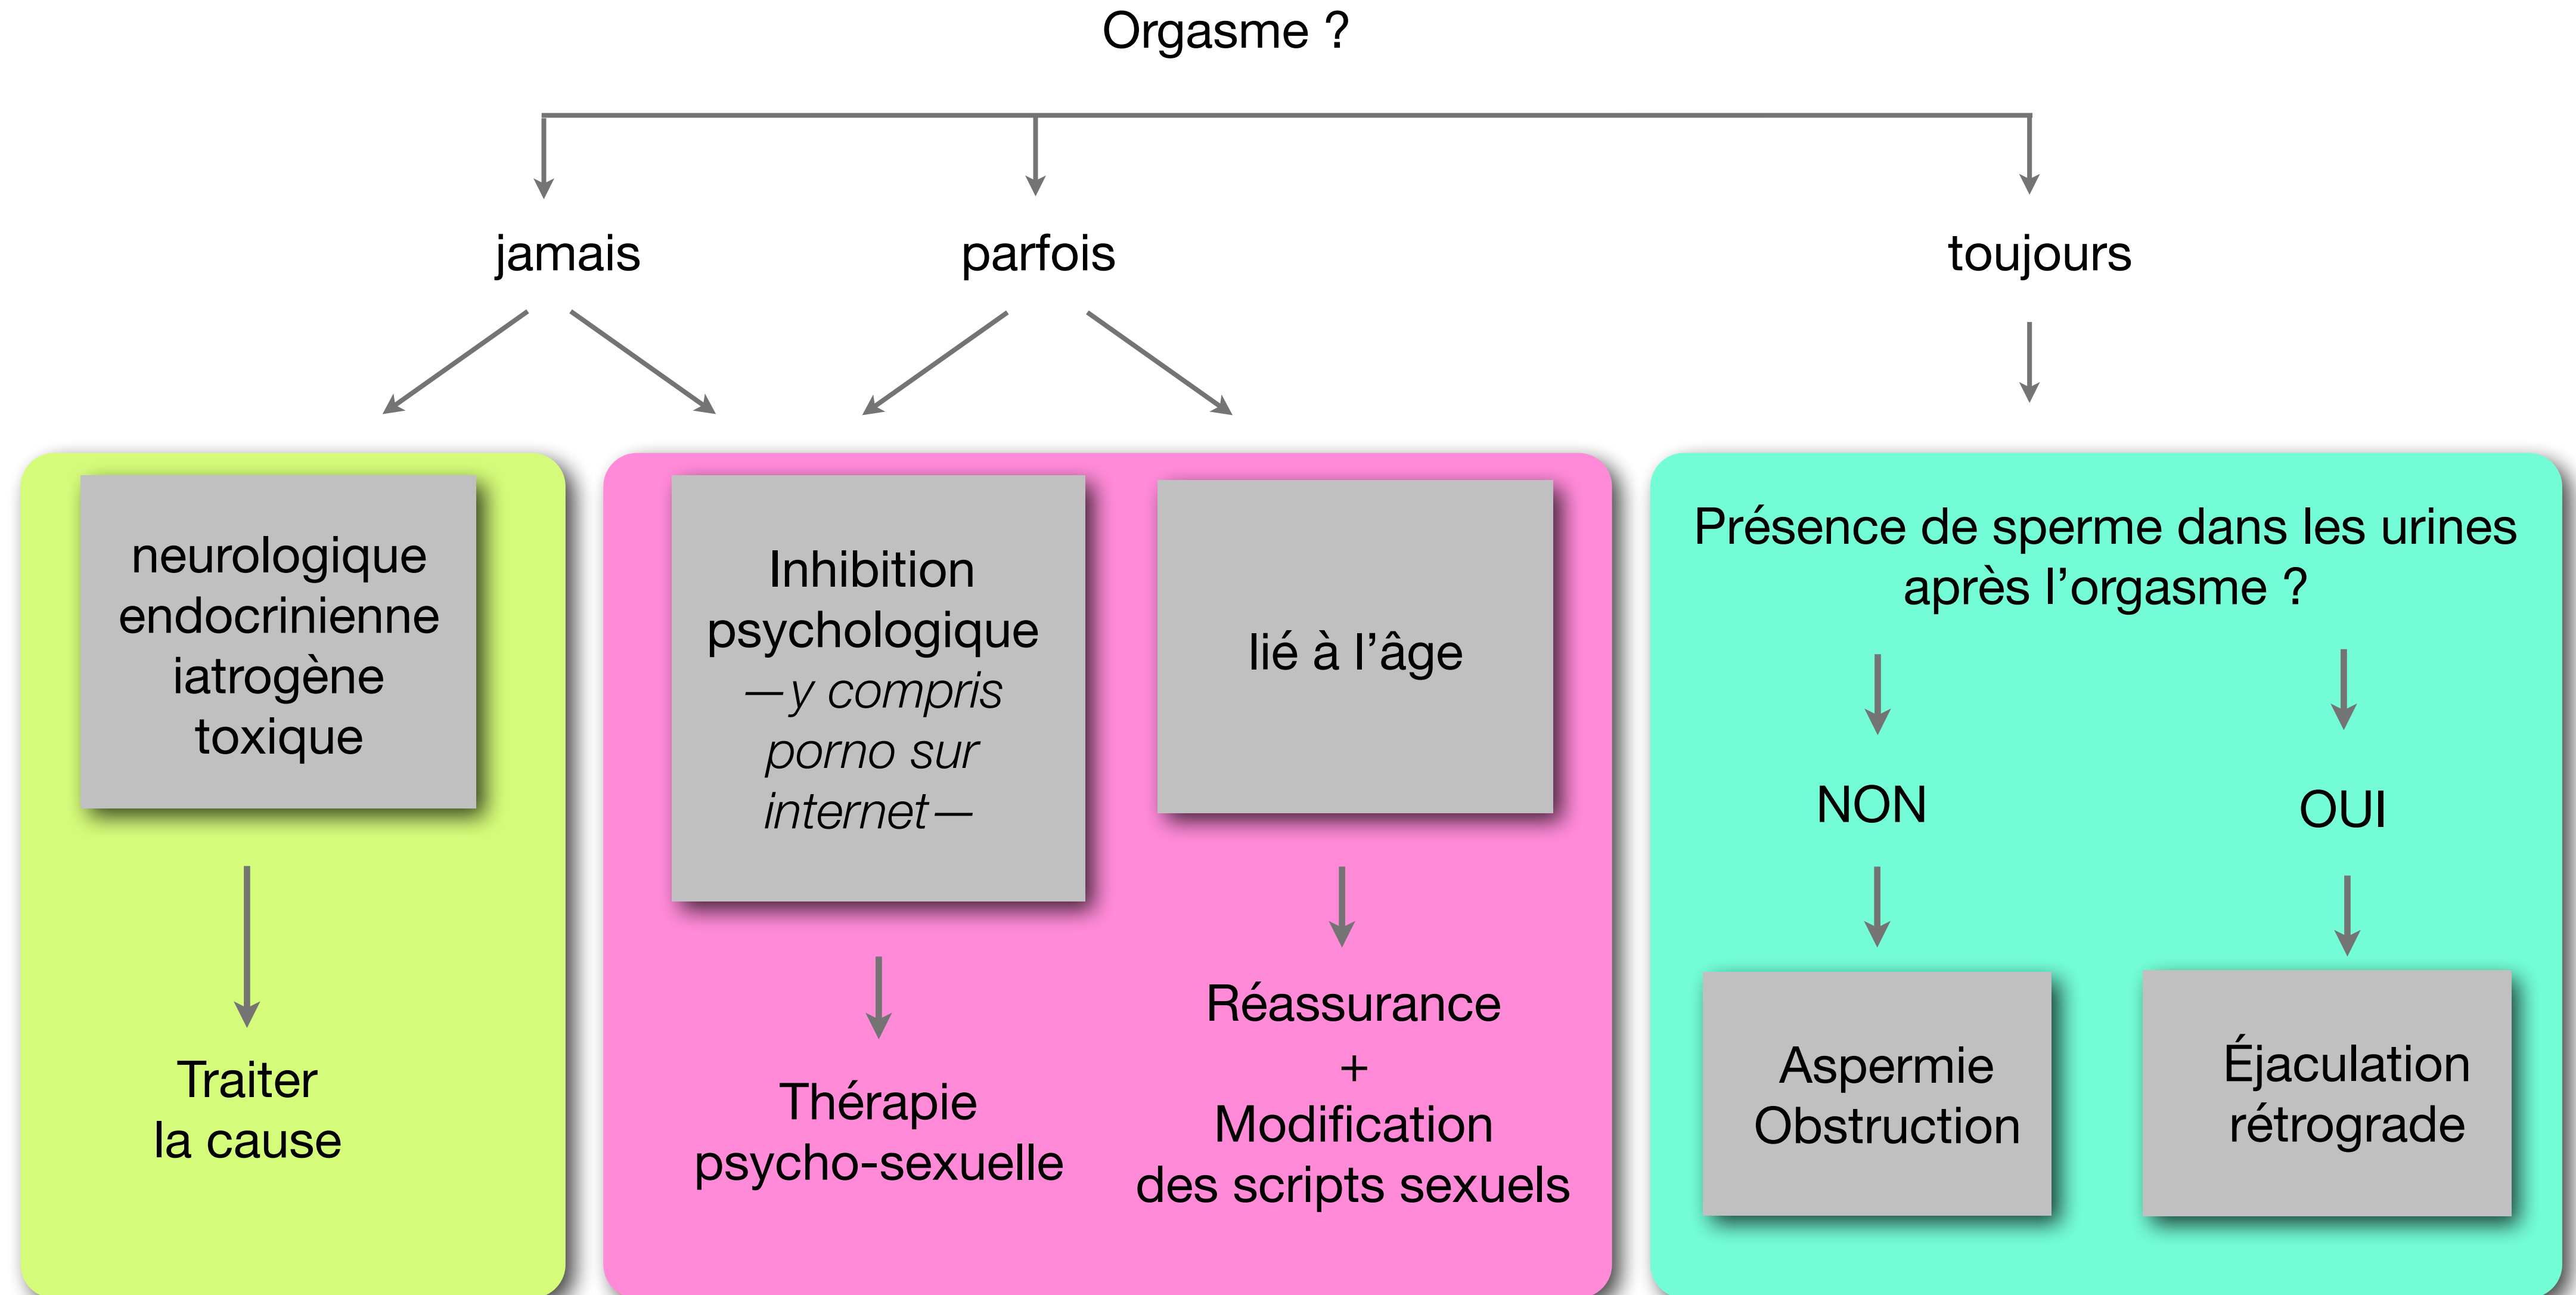 Orgasme ?
jamais
parfois
toujours
neurologique
endocrinienne
iatrogène
toxique
Traiter
la cause
Inhibition
psychologique
—y compris
porno sur
internet—
Thérapie
psycho-sexuelle
lié à l’âge
Réassurance
+
Modification
des scripts sexuels
Présence de sperme dans les urines
après l’orgasme ?
NON
OUI
Aspermie
Obstruction
Éjaculation
rétrograde